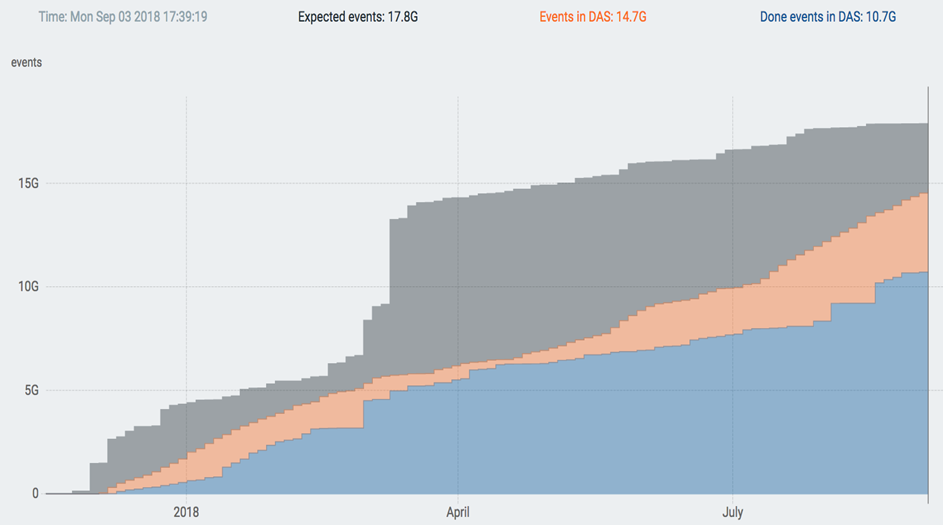 Time: Mon Sep 03 2018 17:39:19 Expected events: 17.8G Events in DAS: 14.7G Done events in DAS: 10.7G
events
15G
10G
5G
0
2018 April July